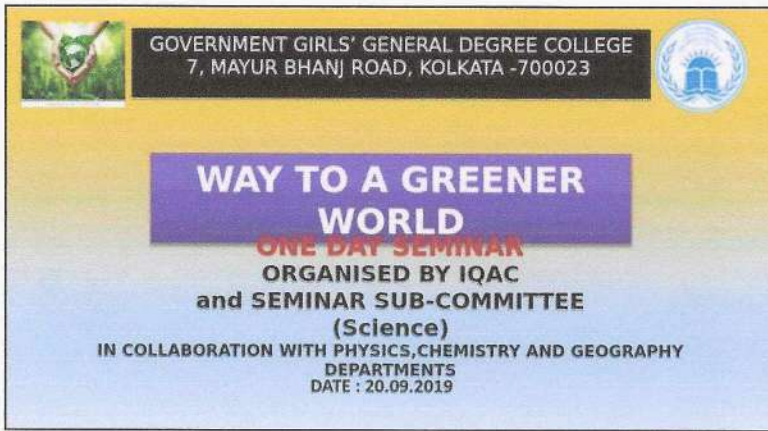 GOVERNMENT GIRLS' GENERAL DEGREE COLLEGE
7, MAYUR BHANJ ROAD, KOLKATA -700023
WAY TO A GREENER
WORLD
ONE DAY SEMINAR
ORGANISED BY IQAC
and SEMINAR SUB-COMMITTEE
(Science)
IN COLLABORATION WITH PHYSICS,CHEMISTRY AND GEOGRAPHY
DEPARTMENTS
DATE : 20.09.2019